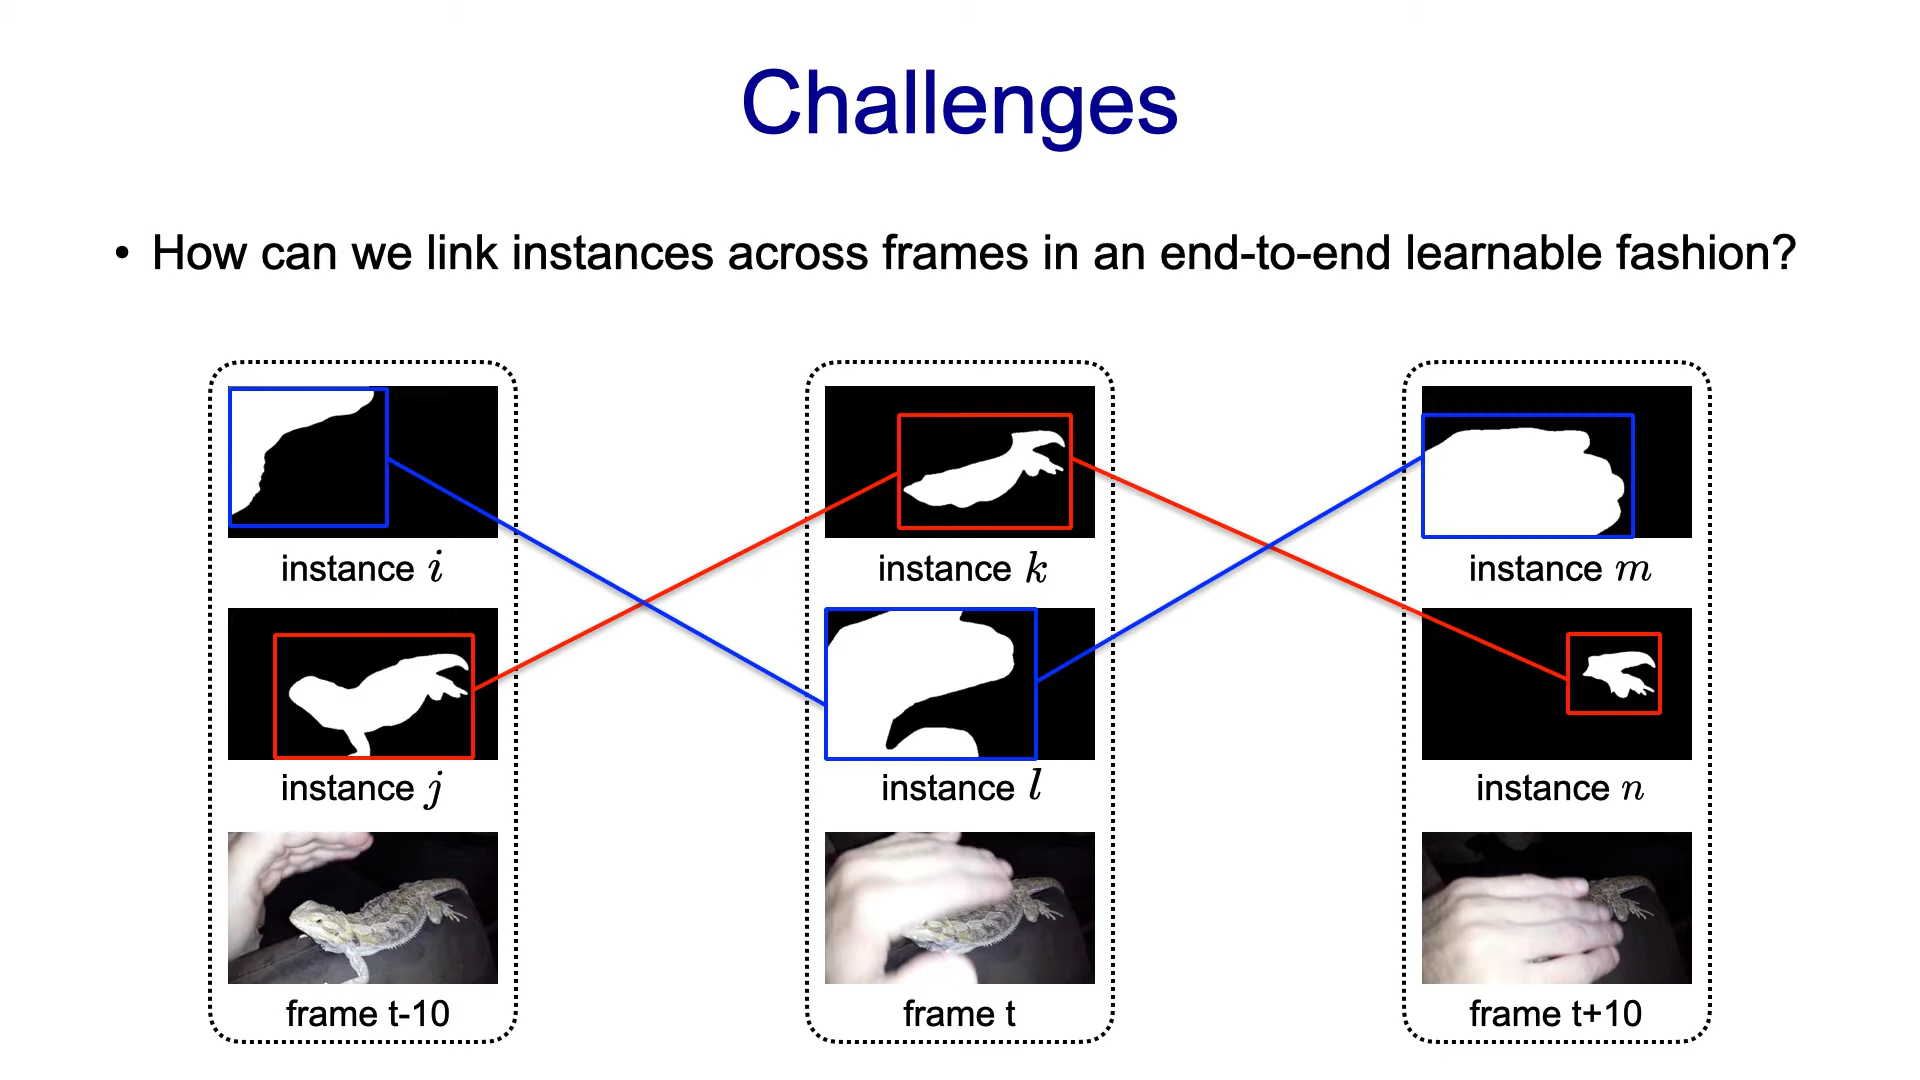 Challenges
• How can we link instances across frames in an end-to-end learnable fashion?
instance i
instance j
frame t-10
instance k
instance l
frame t
instance m
instance n
frame t+10